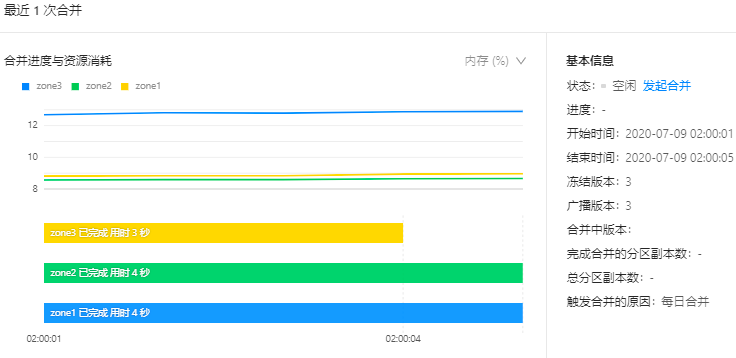 最近 1 次合并
合并进度与资源消耗
内存 (%)
zone3 zone2 zone1
12
10
8
zone3 已完成 用时 3 秒
zone2 已完成 用时 4 秒
zone1 已完成 用时 4 秒
02:00:01 02:00:04
基本信息
状态: 空闲 发起合并
进度: -
开始时间: 2020-07-09 02:00:01
结束时间: 2020-07-09 02:00:05
冻结版本: 3
广播版本: 3
合并中版本:
完成合并的分区副本数: -
总分区副本数: -
触发合并的原因: 每日合并